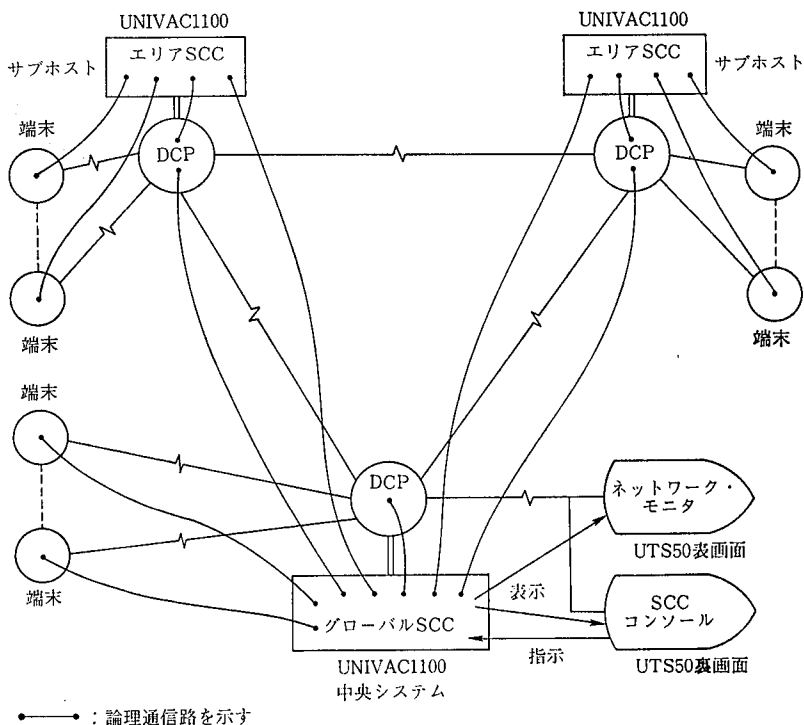 UNIVAC1100
エリアSCC
サブホスト
端末
DCP
端末
UNIVAC1100
エリアSCC
サブホスト
端末
DCP
端末
端末
端末
DCP
ネットワーク・
モニタ
UTS50表画面
表示
SCC
コンソール
指示
UTS50裏画面
グローバルSCC
UNIVAC1100
中央システム
：論理通信路を示す